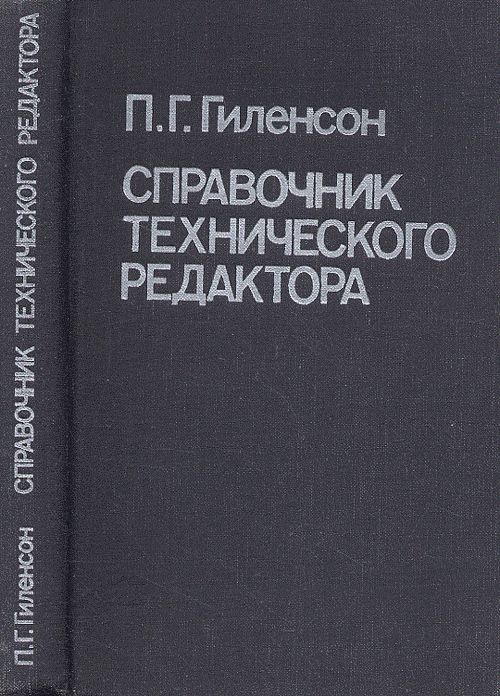 П.Г. Гиленсон
СПРАВОЧНИК
ТЕХНИЧЕСКОГО
РЕДАКТОРА
П.Г. Гиленсон СПРАВОЧНИК ТЕХНИЧЕСКОГО РЕДАКТОРА